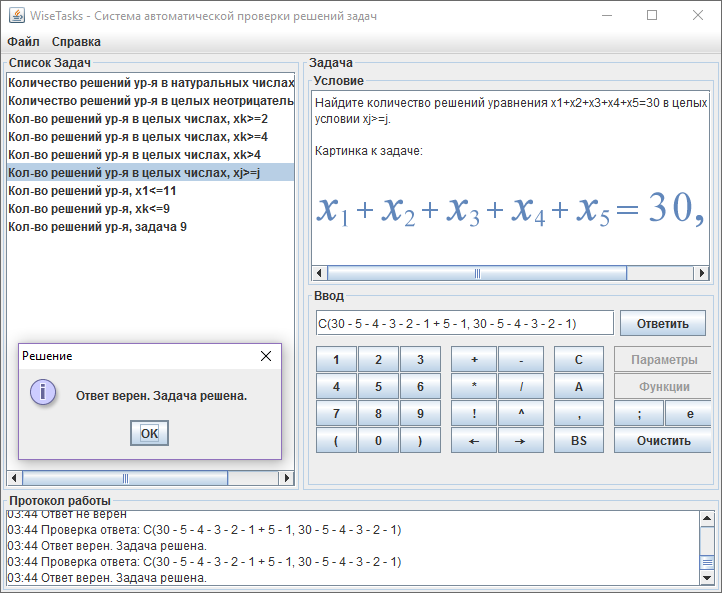 WiseTasks - Система автоматической проверки решений задач
Файл Справка
Список Задач
Количество решений ур-я в натуральных числах
Количество решений ур-я в целых неотрицатель
Кол-во решений ур-я в целых числах, xk>=2
Кол-во решений ур-я в целых числах, xk>=4
Кол-во решений ур-я в целых числах, xk>4
Кол-во решений ур-я в целых числах, xj>=j
Кол-во решений ур-я, x1<=11
Кол-во решений ур-я, xk<=9
Кол-во решений ур-я, задача 9
Задача
Условие
Найдите количество решений уравнения x1+x2+x3+x4+x5=30 в целых
условии xj>=j.
Картинка к задаче:
x₁ + x₂ + x₃ + x₄ + x₅ = 30,
Ввод
C(30 - 5 - 4 - 3 - 2 - 1 + 5 - 1, 30 - 5 - 4 - 3 - 2 - 1)
Ответить
1 2 3 + - C Параметры
4 5 6 * / A Функции
7 8 9 ! ^ , ; e
( 0 ) ← → BS Очистить
Решение
Ответ верен. Задача решена.
OK
Протокол работы
03:44 Ответ не верен
03:44 Проверка ответа: C(30 - 5 - 4 - 3 - 2 - 1 + 5 - 1, 30 - 5 - 4 - 3 - 2 - 1)
03:44 Ответ верен. Задача решена.
03:44 Проверка ответа: C(30 - 5 - 4 - 3 - 2 - 1 + 5 - 1, 30 - 5 - 4 - 3 - 2 - 1)
03:44 Ответ верен. Задача решена.